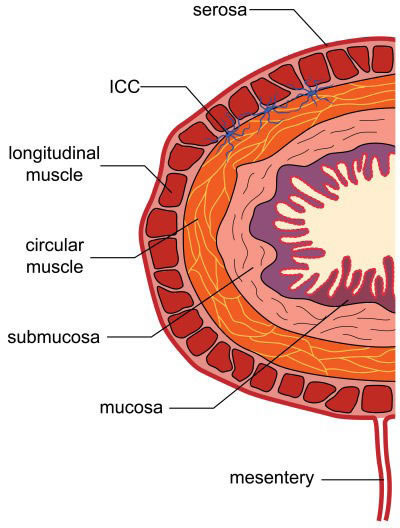 serosa
ICC
longitudinal
muscle
circular
muscle
submucosa
mucosa
mesentery